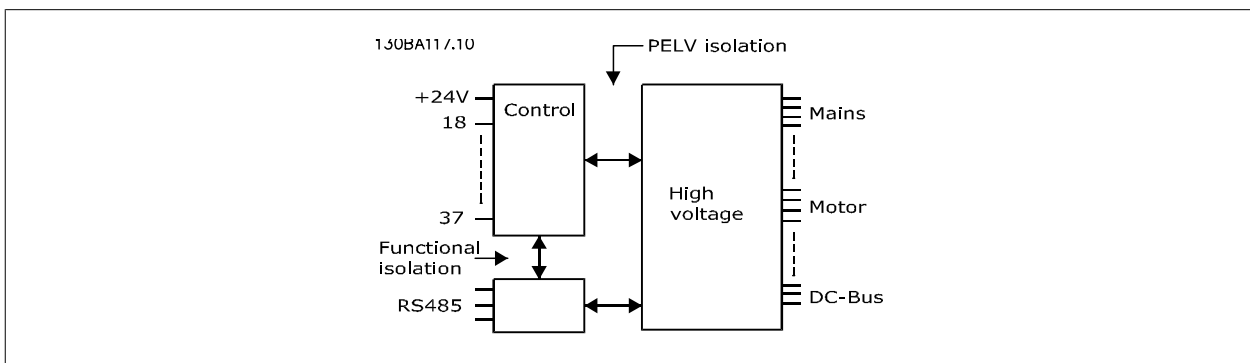 130BA117.10
PELV isolation
+24V
Control
18
Mains
High
voltage
37
Motor
Functional
isolation
RS485
DC-Bus